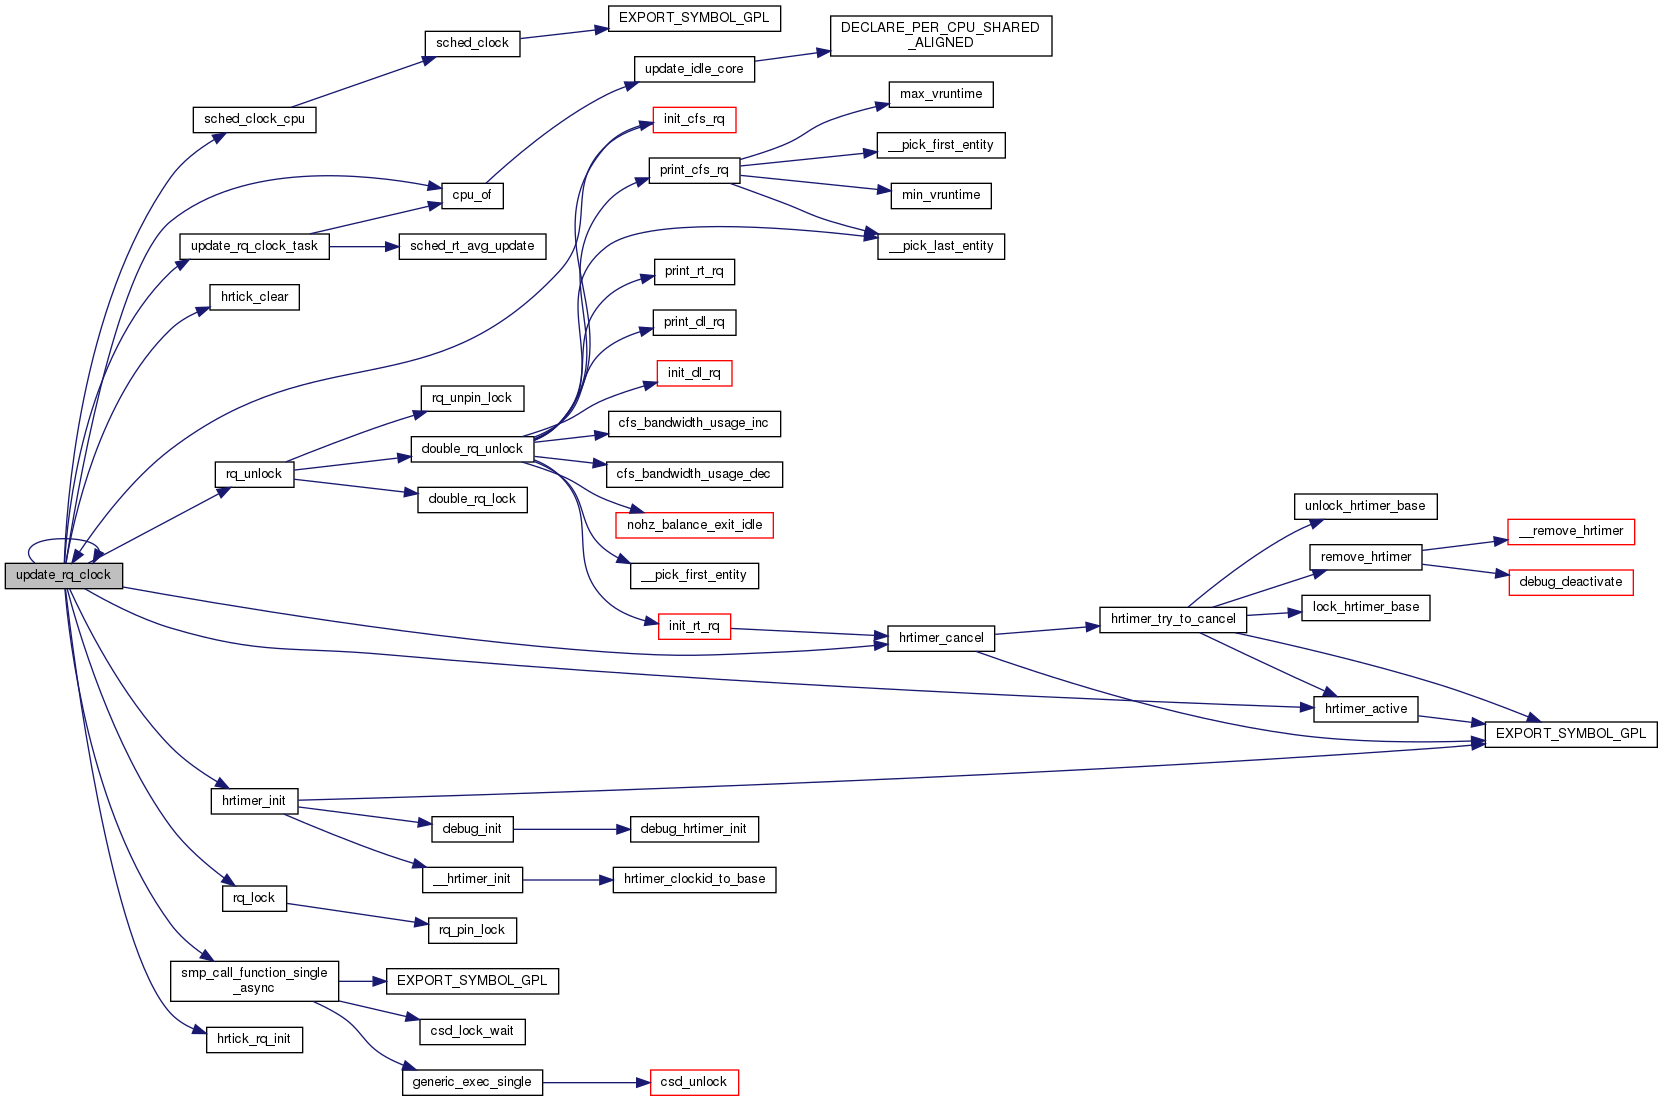 EXPORT_SYMBOL_GPL
DECLARE_PER_CPU_SHARED
_ALIGNED
sched_clock
update_idle_core
max_vruntime
sched_clock_cpu
init_cfs_rq
__pick_first_entity
print_cfs_rq
cpu_of
min_vruntime
update_rq_clock_task
sched_rt_avg_update
__pick_last_entity
print_rt_rq
hrtick_clear
print_dl_rq
init_dl_rq
rq_unpin_lock
cfs_bandwidth_usage_inc
double_rq_unlock
rq_unlock
cfs_bandwidth_usage_dec
double_rq_lock
unlock_hrtimer_base
nohz_balance_exit_idle
__remove_hrtimer
remove_hrtimer
update_rq_clock
__pick_first_entity
debug_deactivate
lock_hrtimer_base
hrtimer_try_to_cancel
init_rt_rq
hrtimer_cancel
hrtimer_active
EXPORT_SYMBOL_GPL
hrtimer_init
debug_init
debug_hrtimer_init
__hrtimer_init
hrtimer_clockid_to_base
rq_lock
rq_pin_lock
smp_call_function_single
_async
EXPORT_SYMBOL_GPL
csd_lock_wait
hrtick_rq_init
generic_exec_single
csd_unlock